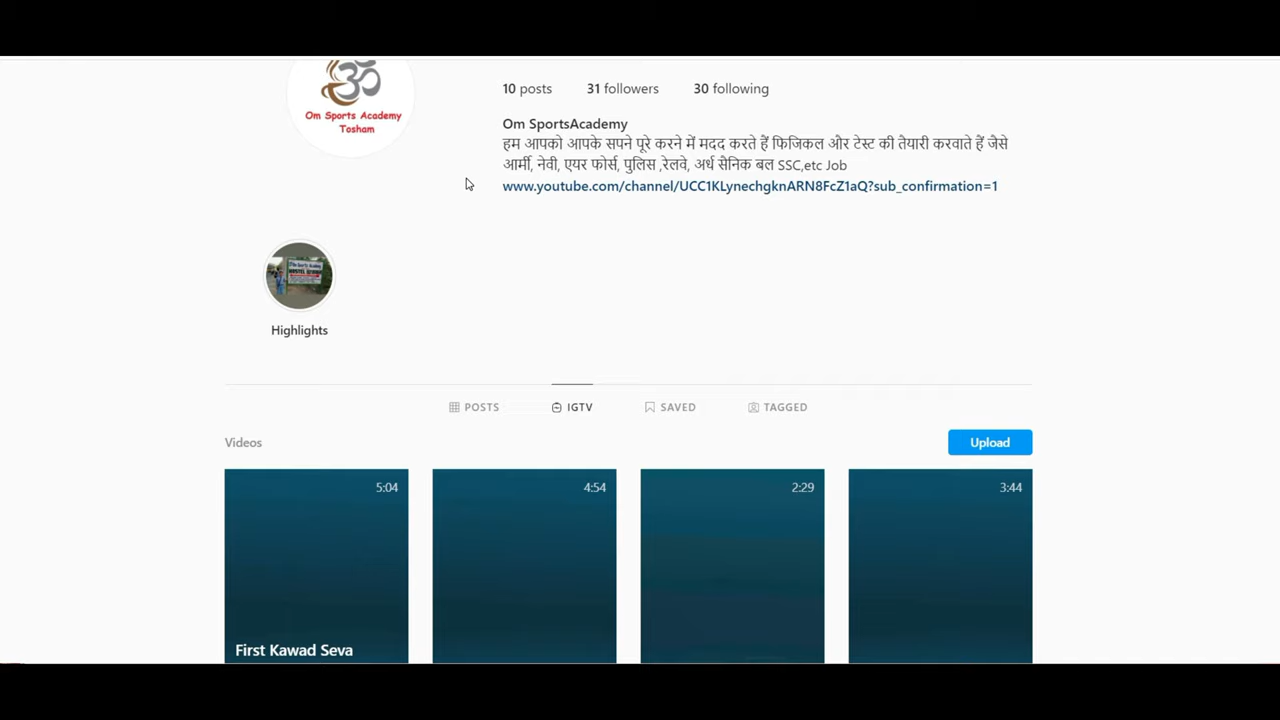 ॐ
Om Sports Academy
Tosham
10 posts 31 followers 30 following
Om SportsAcademy
हम आपको आपके सपने पूरे करने में मदद करते हैं फिजिकल और टेस्ट की तैयारी करवाते हैं जैसे
आर्मी, नेवी, एयर फोर्स, पुलिस ,रेलवे, अर्ध सैनिक बल SSC,etc Job
www.youtube.com/channel/UCC1KLynechgknARN8FcZ1aQ?sub_confirmation=1
Highlights
POSTS IGTV SAVED TAGGED
Videos Upload
5:04 4:54 2:29 3:44
First Kawad Seva